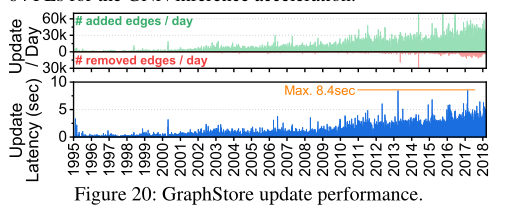 # added edges / day
60k
30k
0
30k
Update
/ Day
# removed edges / day
Max. 8.4sec
10
5
0
Update
Latency (sec)
1995 1996 1997 1998 1999 2000 2001 2002 2003 2004 2005 2006 2007 2008 2009 2010 2011 2012 2013 2014 2015 2016 2017 2018
Figure 20: GraphStore update performance.